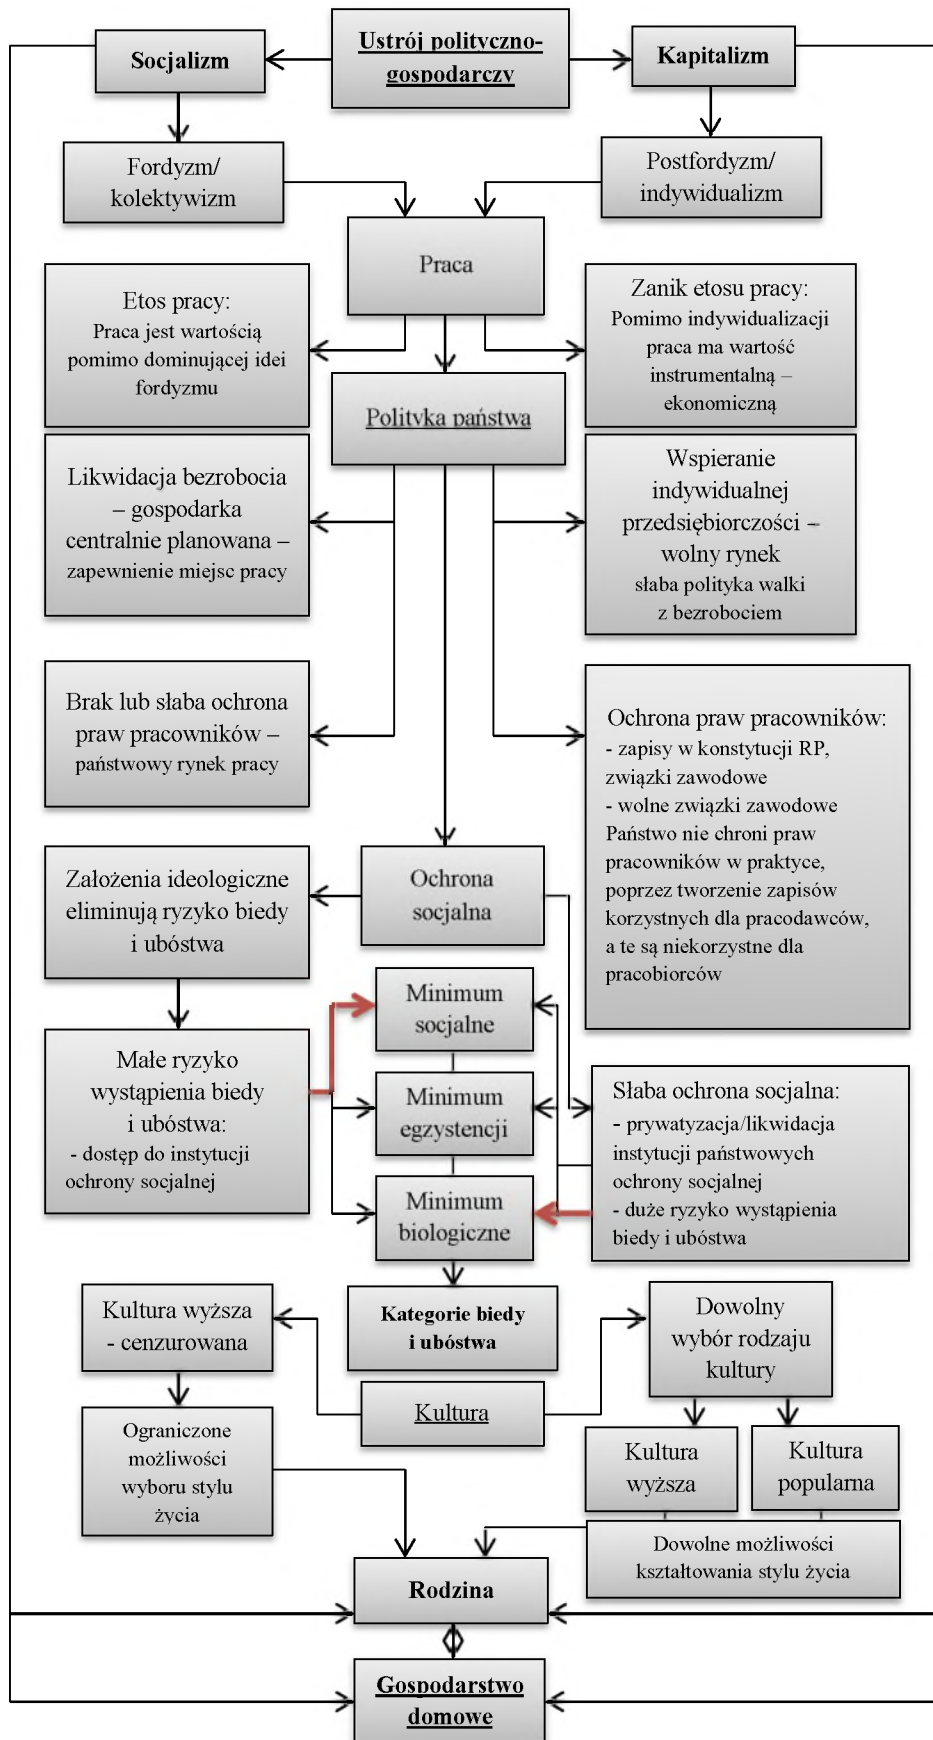 Ustrój polityczno-
gospodarczy
Socjalizm
Kapitalizm
Fordyzm/
kolektywizm
Postfordyzm/
indywidualizm
Praca
Etos pracy:
Praca jest wartością
pomimo dominującej idei
fordyzmu
Zanik etosu pracy:
Pomimo indywidualizacji
praca ma wartość
instrumentalną –
ekonomiczną
Polityka państwa
Likwidacja bezrobocia
– gospodarka
centralnie planowana –
zapewnienie miejsc pracy
Wspieranie
indywidualnej
przedsiębiorczości –
wolny rynek
słaba polityka walki
z bezrobociem
Brak lub słaba ochrona
praw pracowników –
państwowy rynek pracy
Ochrona praw pracowników:
- zapisy w konstytucji RP,
związki zawodowe
- wolne związki zawodowe
Państwo nie chroni praw
pracowników w praktyce,
poprzez tworzenie zapisów
korzystnych dla pracodawców,
a te są niekorzystne dla
pracobiorców
Założenia ideologiczne
eliminują ryzyko biedy
i ubóstwa
Ochrona
socjalna
Minimum
socjalne
Małe ryzyko
wystąpienia biedy
i ubóstwa:
- dostęp do instytucji
ochrony socjalnej
Minimum
egzystencji
Słaba ochrona socjalna:
- prywatyzacja/likwidacja
instytucji państwowych
ochrony socjalnej
- duże ryzyko wystąpienia
biedy i ubóstwa
Minimum
biologiczne
Kategorie biedy
i ubóstwa
Kultura wyższa
- cenzurowana
Dowolny
wybór rodzaju
kultury
Kultura
Ograniczone
możliwości
wyboru stylu
życia
Kultura
wyższa
Kultura
popularna
Dowolne możliwości
kształtowania stylu życia
Rodzina
Gospodarstwo
domowe